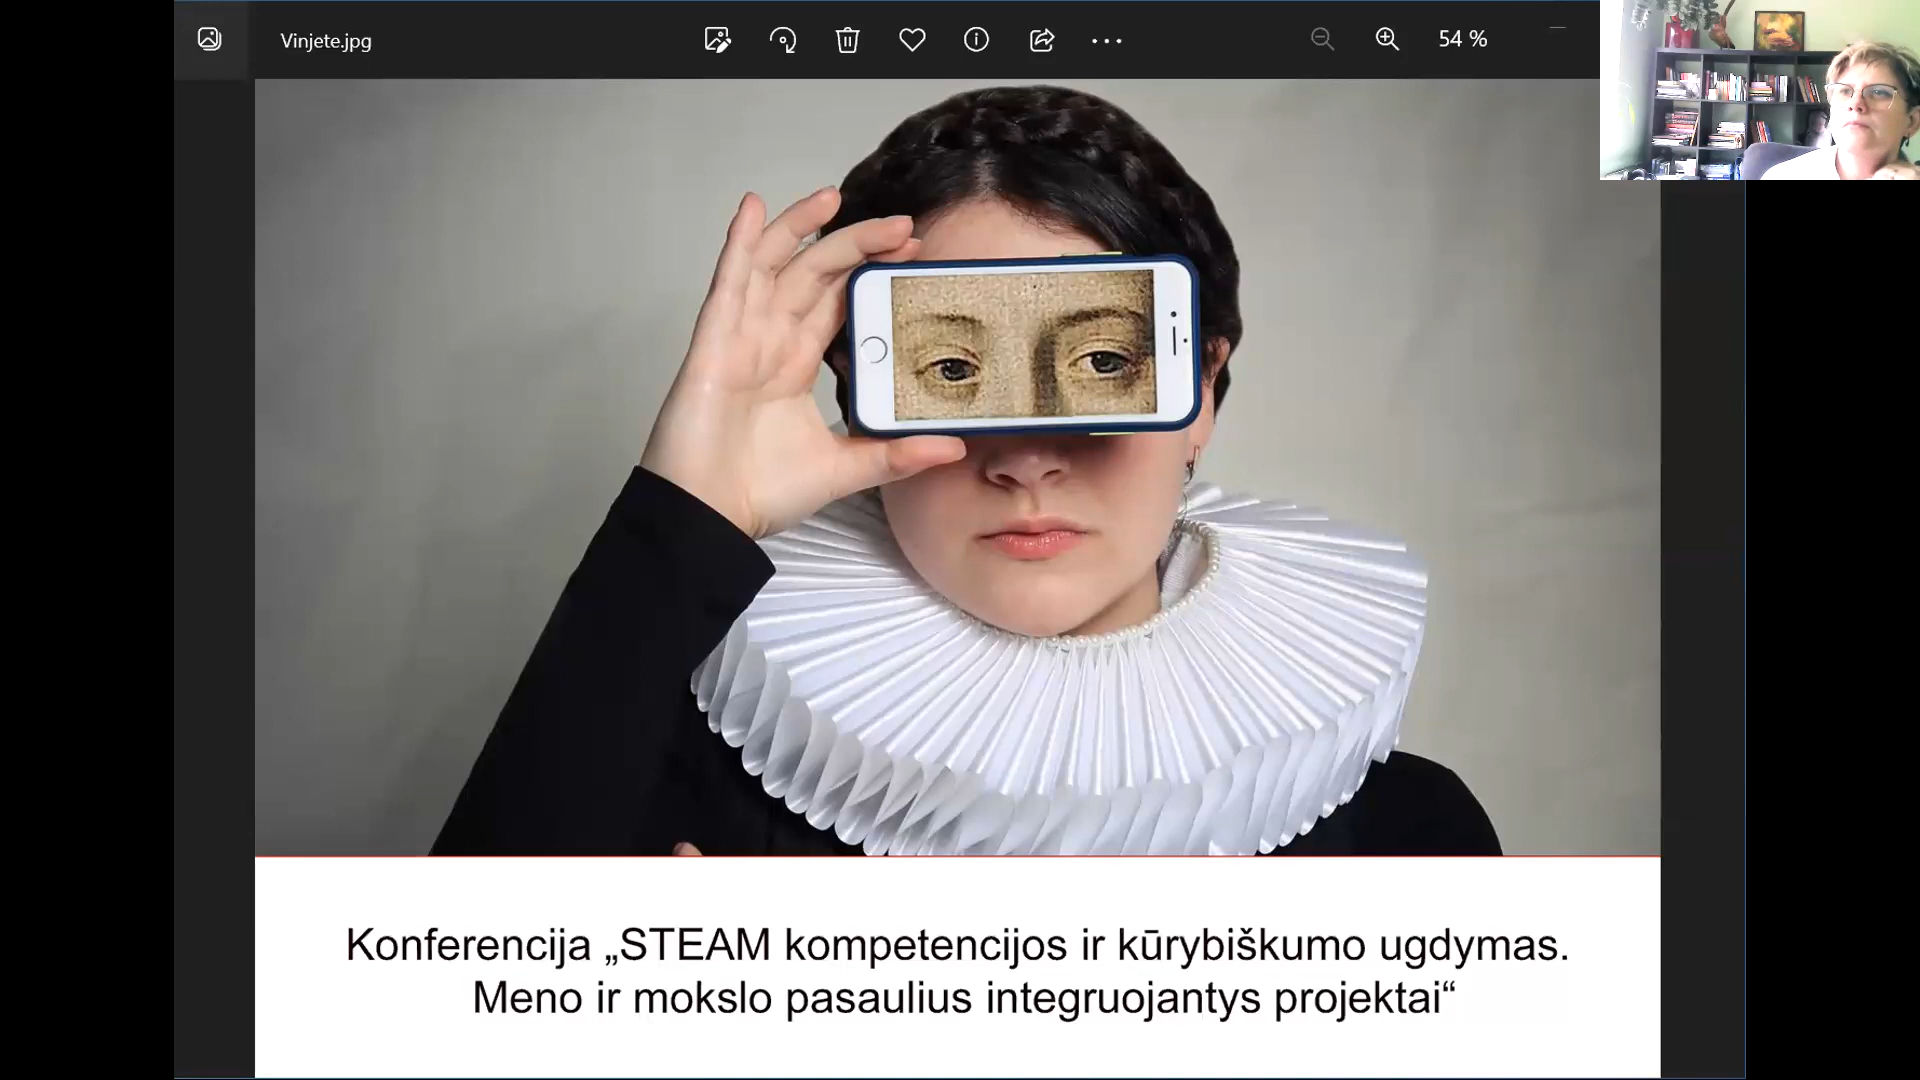 Vinjete.jpg
54 %
Konferencija „STEAM kompetencijos ir kūrybiškumo ugdymas.
Meno ir mokslo pasaulius integruojantys projektai“